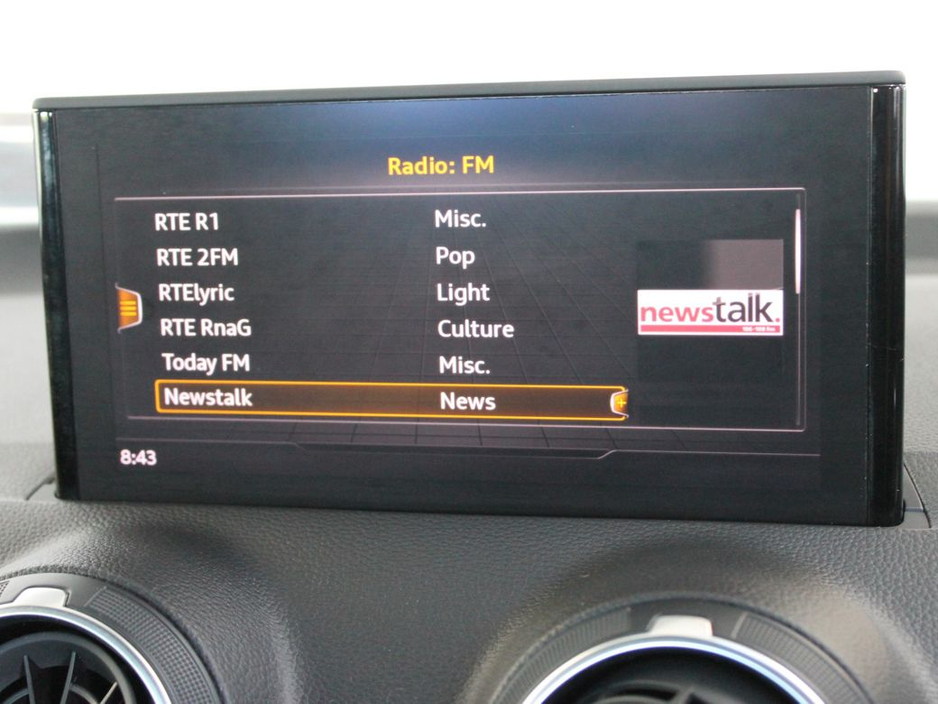 Radio: FM
RTE R1 Misc.
RTE 2FM Pop
RTElyric Light
RTE RnaG Culture
newstalk.
Today FM Misc.
Newstalk News
8:43